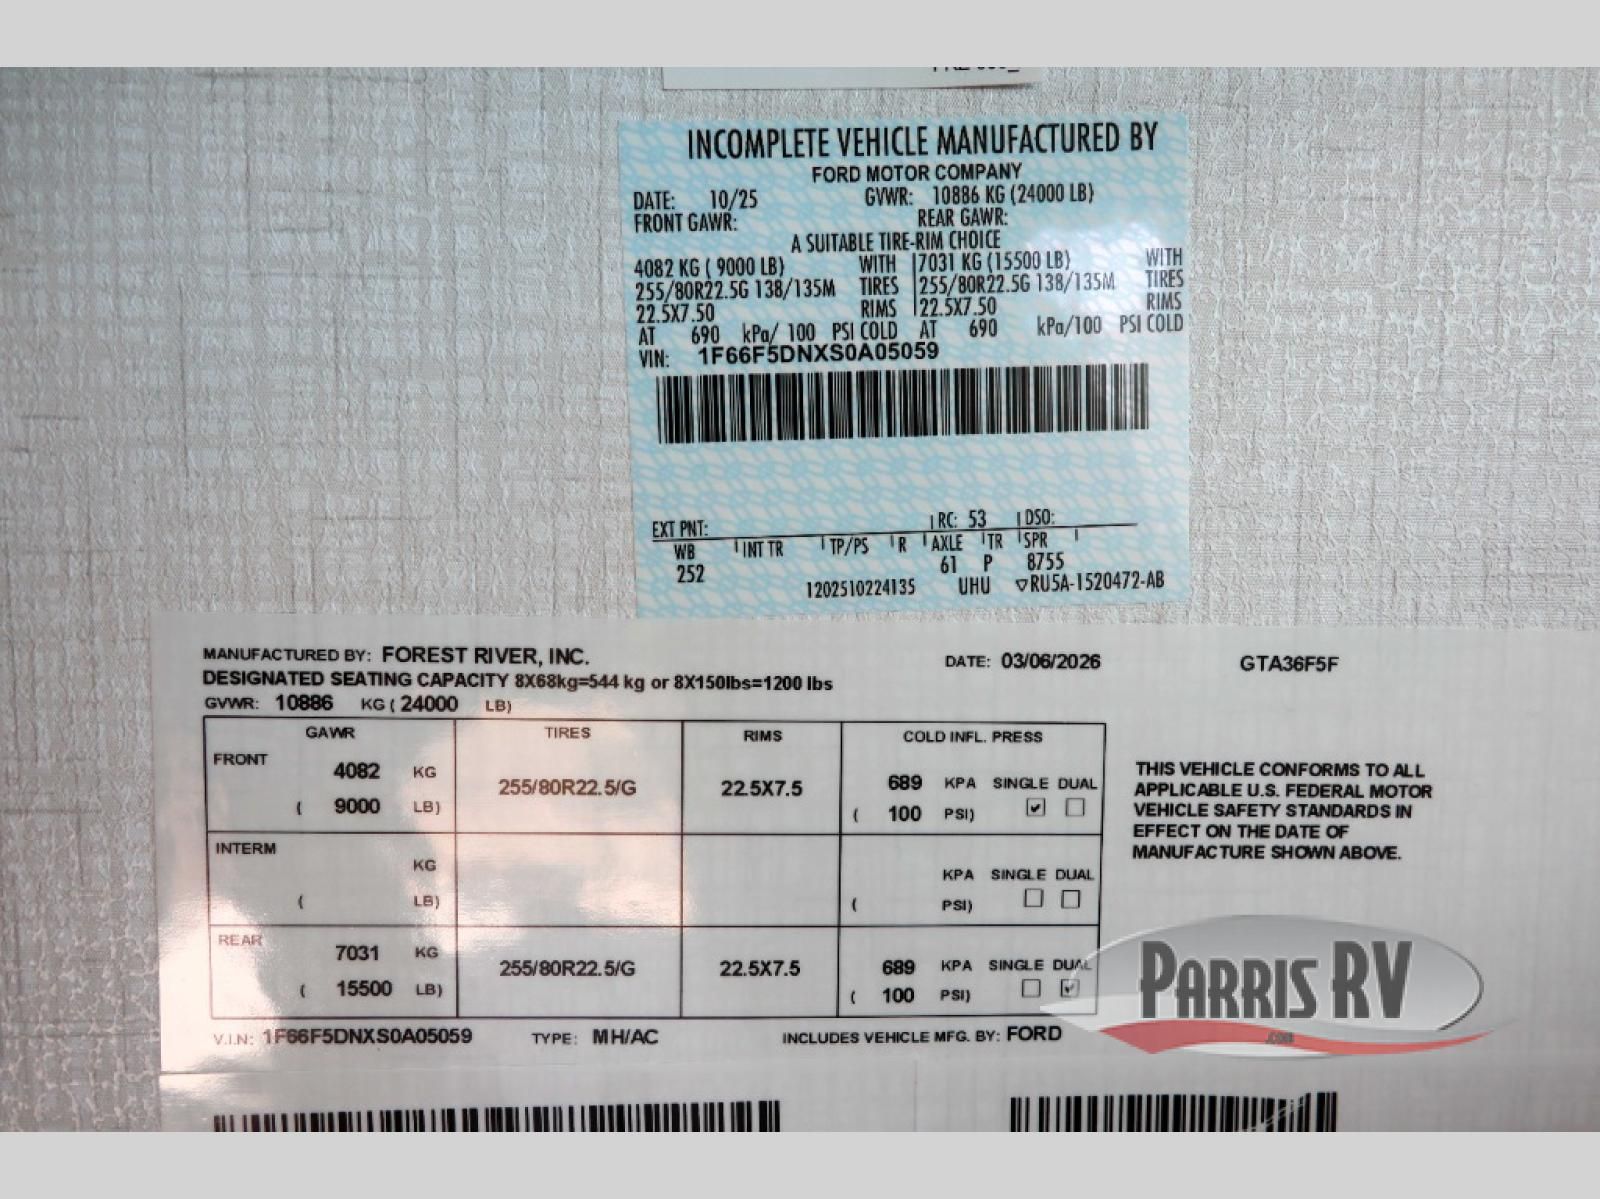 INCOMPLETE VEHICLE MANUFACTURED BY
FORD MOTOR COMPANY
DATE: 10/25 GVWR: 10886 KG (24000 LB)
FRONT GAWR: REAR GAWR:
A SUITABLE TIRE-RIM CHOICE
4082 KG ( 9000 LB) WITH 7031 KG (15500 LB) WITH
255/80R22.5G 138/135M TIRES 255/80R22.5G 138/135M TIRES
22.5X7.50 RIMS 22.5X7.50 RIMS
AT 690 kPa/ 100 PSI COLD AT 690 kPa/100 PSI COLD
VIN: 1F66F5DNXS0A05059
EXT PNT: RC: 53 DSO:
WB INT TR TP/PS R AXLE TR SPR
252 61 P 8755
1202510224135 UHU ▽RU5A-1520472-AB
MANUFACTURED BY: FOREST RIVER, INC. DATE: 03/06/2026 GTA36F5F
DESIGNATED SEATING CAPACITY 8X68kg=544 kg or 8X150lbs=1200 lbs
GVWR: 10886 KG ( 24000 LB)
GAWR TIRES RIMS COLD INFL. PRESS
FRONT
4082 KG 255/80R22.5/G 22.5X7.5 689 KPA SINGLE DUAL
( 9000 LB) ( 100 PSI) ☑ ☐
INTERM
KG KPA SINGLE DUAL
( LB) ( PSI) ☐ ☐
REAR
7031 KG 255/80R22.5/G 22.5X7.5 689 KPA SINGLE DUAL
( 15500 LB) ( 100 PSI) ☐ ☑
THIS VEHICLE CONFORMS TO ALL
APPLICABLE U.S. FEDERAL MOTOR
VEHICLE SAFETY STANDARDS IN
EFFECT ON THE DATE OF
MANUFACTURE SHOWN ABOVE.
V.I.N: 1F66F5DNXS0A05059 TYPE: MH/AC INCLUDES VEHICLE MFG. BY: FORD
PARRIS RV
.COM